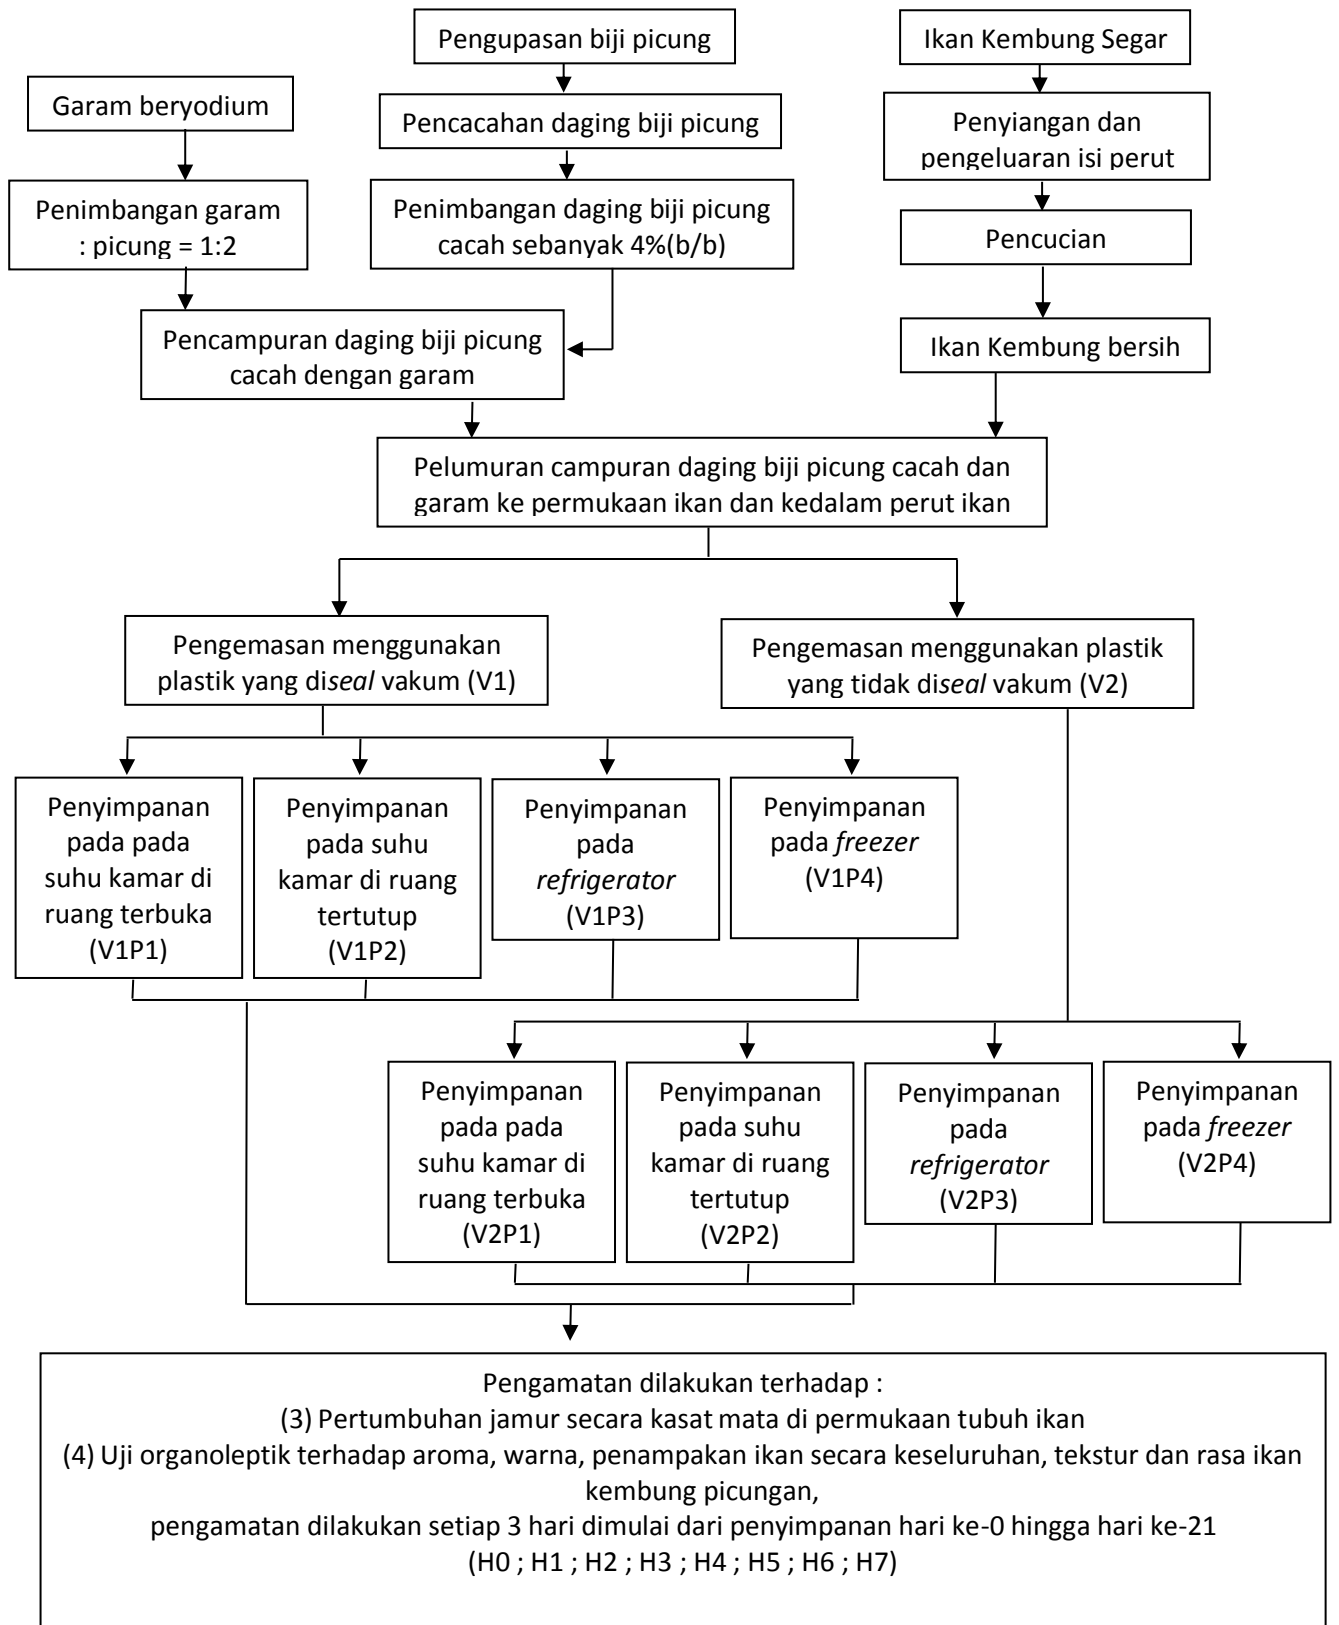 Pengupasan biji picung
Ikan Kembung Segar
Garam beryodium
Pencacahan daging biji picung
Penyiangan dan
pengeluaran isi perut
Penimbangan garam
: picung = 1:2
Penimbangan daging biji picung
cacah sebanyak 4%(b/b)
Pencucian
Pencampuran daging biji picung
cacah dengan garam
Ikan Kembung bersih
Pelumuran campuran daging biji picung cacah dan
garam ke permukaan ikan dan kedalam perut ikan
Pengemasan menggunakan
plastik yang diseal vakum (V1)
Pengemasan menggunakan plastik
yang tidak diseal vakum (V2)
Penyimpanan
pada pada
suhu kamar di
ruang terbuka
(V1P1)
Penyimpanan
pada suhu
kamar di ruang
tertutup
(V1P2)
Penyimpanan
pada
refrigerator
(V1P3)
Penyimpanan
pada freezer
(V1P4)
Penyimpanan
pada pada
suhu kamar di
ruang terbuka
(V2P1)
Penyimpanan
pada suhu
kamar di ruang
tertutup
(V2P2)
Penyimpanan
pada
refrigerator
(V2P3)
Penyimpanan
pada freezer
(V2P4)
Pengamatan dilakukan terhadap :
(3) Pertumbuhan jamur secara kasat mata di permukaan tubuh ikan
(4) Uji organoleptik terhadap aroma, warna, penampakan ikan secara keseluruhan, tekstur dan rasa ikan
kembung picungan,
pengamatan dilakukan setiap 3 hari dimulai dari penyimpanan hari ke-0 hingga hari ke-21
(H0 ; H1 ; H2 ; H3 ; H4 ; H5 ; H6 ; H7)